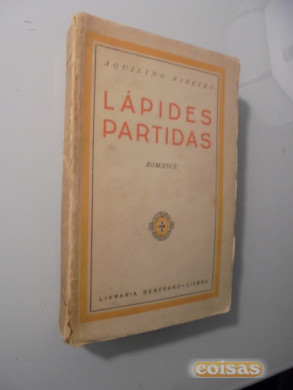 AQUILINO RIBEIRO
LÁPIDES
PARTIDAS
ROMANCE
LIVRARIA BERTRAND · LISBOA
coisas